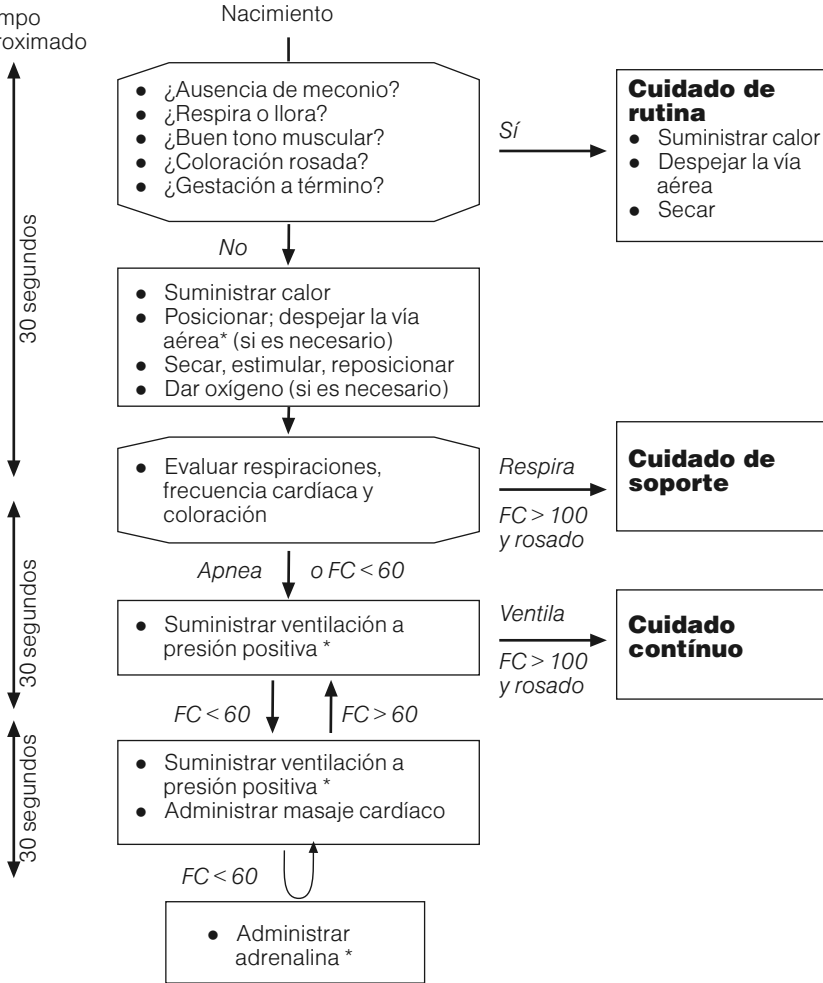 Nacimiento
mpo
roximado
● ¿Ausencia de meconio?
● ¿Respira o llora?
● ¿Buen tono muscular?
● ¿Coloración rosada?
● ¿Gestación a término?
Sí
Cuidado de
rutina
● Suministrar calor
● Despejar la vía
aérea
● Secar
No
30 segundos
● Suministrar calor
● Posicionar; despejar la vía
aérea* (si es necesario)
● Secar, estimular, reposicionar
● Dar oxígeno (si es necesario)
● Evaluar respiraciones,
frecuencia cardíaca y
coloración
Respira
FC > 100
y rosado
Cuidado de
soporte
Apnea o FC < 60
30 segundos
● Suministrar ventilación a
presión positiva *
Ventila
FC > 100
y rosado
Cuidado
contínuo
FC < 60 FC > 60
30 segundos
● Suministrar ventilación a
presión positiva *
● Administrar masaje cardíaco
FC < 60
● Administrar
adrenalina *